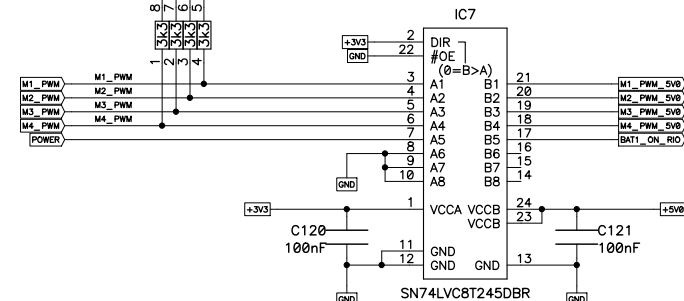 8 7 6 5
3k3 3k3 3k3 3k3
1 2 3 4
IC7
+3V3 2 DIR
GND 22 #OE
(0=B>A)
M1_PWM M1_PWM 3 A1 B1 21 M1_PWM_5V0
M2_PWM M2_PWM 4 A2 B2 20 M2_PWM_5V0
M3_PWM M3_PWM 5 A3 B3 19 M3_PWM_5V0
M4_PWM M4_PWM 6 A4 B4 18 M4_PWM_5V0
POWER 7 A5 B5 17 BAT1_ON_RIO
8 A6 B6 16
9 A7 B7 15
GND 10 A8 B8 14
+3V3 1 VCCA VCCB 24 +5V0
VCCB 23
C120 C121
100nF 100nF
11 GND
12 GND GND 13
GND GND
SN74LVC8T245DBR